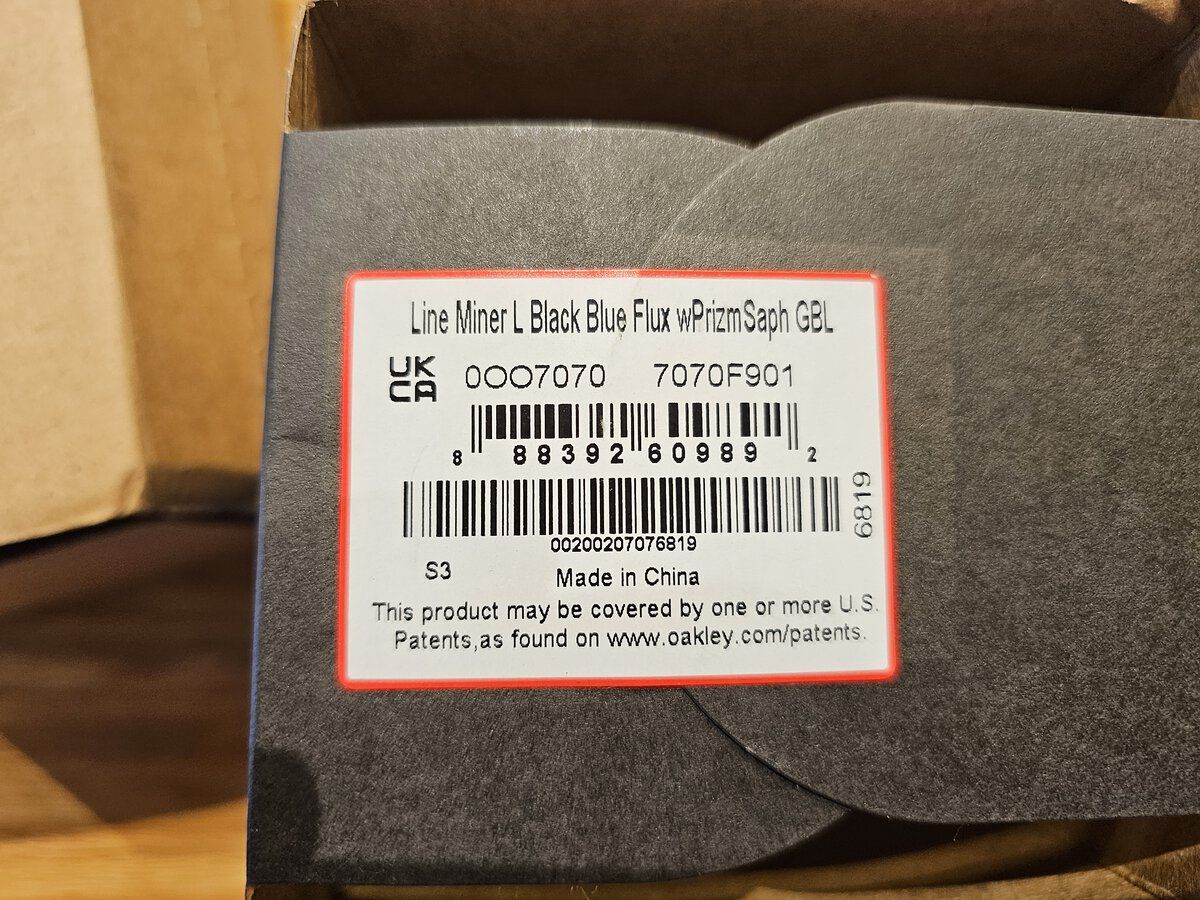 Line Miner L Black Blue Flux wPrizmSaph GBL
UK
CA
0OO7070 7070F901
8 88392 60989 2
6819
00200207076819
S3 Made in China
This product may be covered by one or more U.S.
Patents,as found on www.oakley.com/patents.